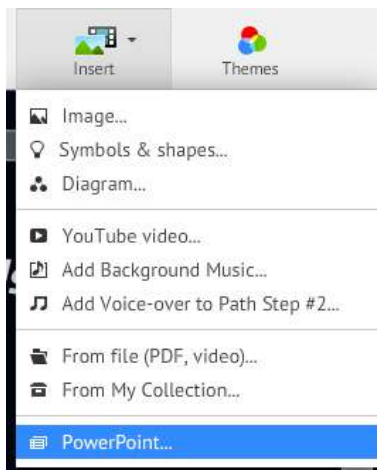 Insert
Themes
Image...
Symbols & shapes...
Diagram...
YouTube video...
Add Background Music...
Add Voice-over to Path Step #2...
From file (PDF, video)...
From My Collection...
PowerPoint...